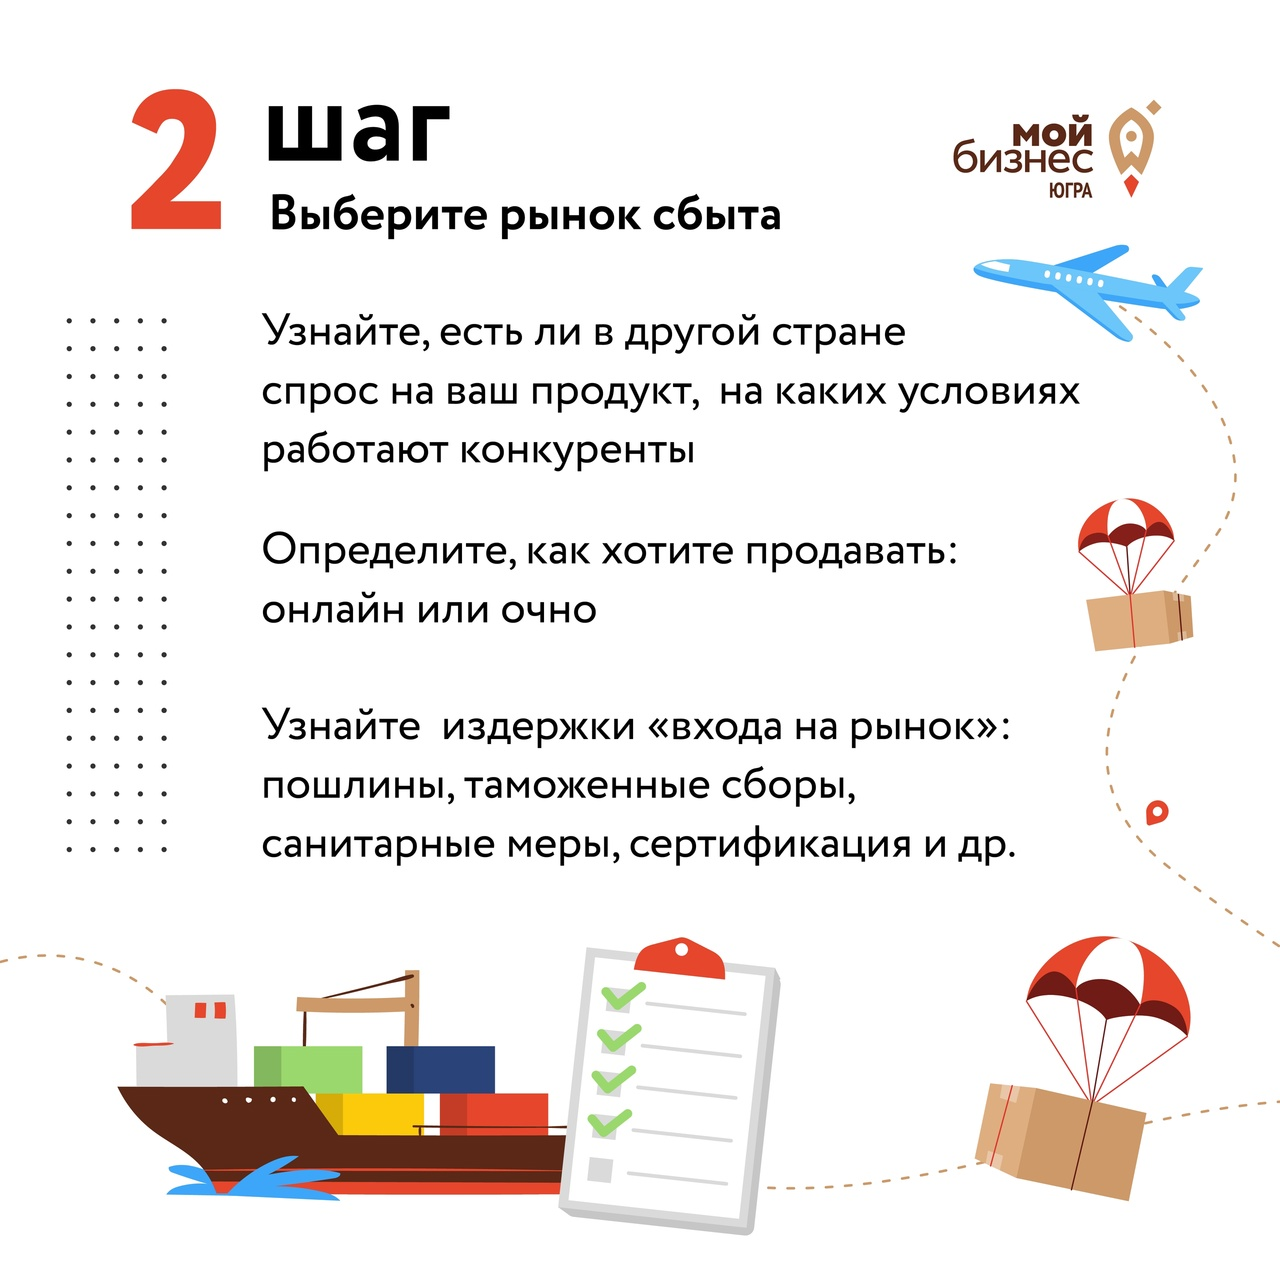 2 шаг
Выберите рынок сбыта
мой
бизнес
ЮГРА
Узнайте, есть ли в другой стране
спрос на ваш продукт, на каких условиях
работают конкуренты
Определите, как хотите продавать:
онлайн или очно
Узнайте издержки «входа на рынок»:
пошлины, таможенные сборы,
санитарные меры, сертификация и др.